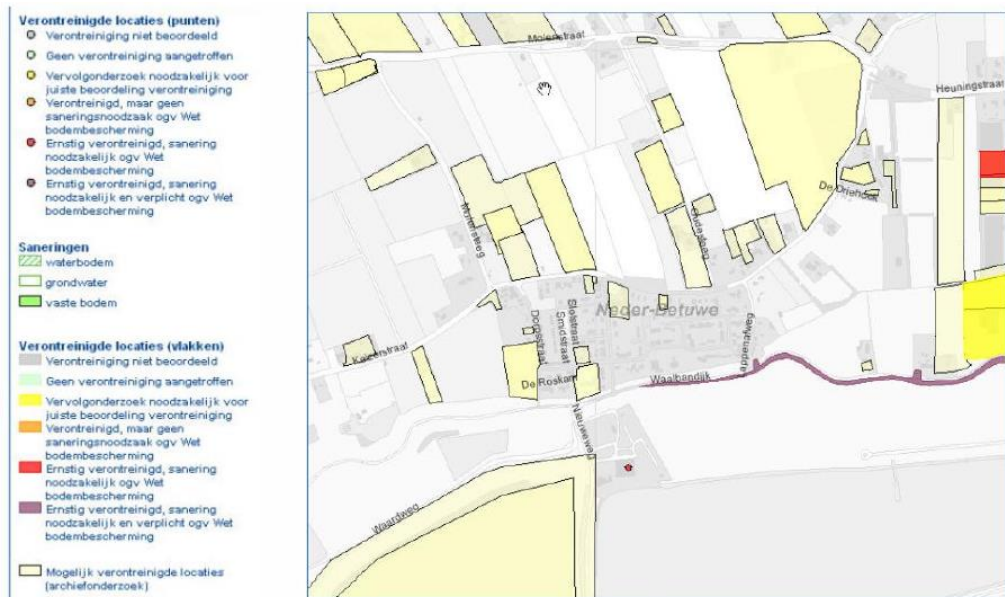 Verontreinigde locaties (punten)
Verontreiniging niet beoordeeld
Geen verontreiniging aangetroffen
Vervolgonderzoek noodzakelijk voor
juiste beoordeling verontreiniging
Verontreinigd, maar geen
saneringsnoodzaak ogv Wet
bodembescherming
Ernstig verontreinigd, sanering
noodzakelijk ogv Wet
bodembescherming
Ernstig verontreinigd, sanering
noodzakelijk en verplicht ogv Wet
bodembescherming
Saneringen
waterbodem
grondwater
vaste bodem
Verontreinigde locaties (vlakken)
Verontreiniging niet beoordeeld
Geen verontreiniging aangetroffen
Vervolgonderzoek noodzakelijk voor
juiste beoordeling verontreiniging
Verontreinigd, maar geen
saneringsnoodzaak ogv Wet
bodembescherming
Ernstig verontreinigd, sanering
noodzakelijk ogv Wet
bodembescherming
Ernstig verontreinigd, sanering
noodzakelijk en verplicht ogv Wet
bodembescherming
Mogelijk verontreinigde locaties
(archiefonderzoek)
Molenstraat
Heuningstraat
De Driehoek
Molensteeg
Oudesteeg
Neder-Betuwe
Slotstraat
Smidstraat
Dorpsstraat
Keizerstraat
De Roskam
Waalbandijk
Nieuweweg
Waardweg